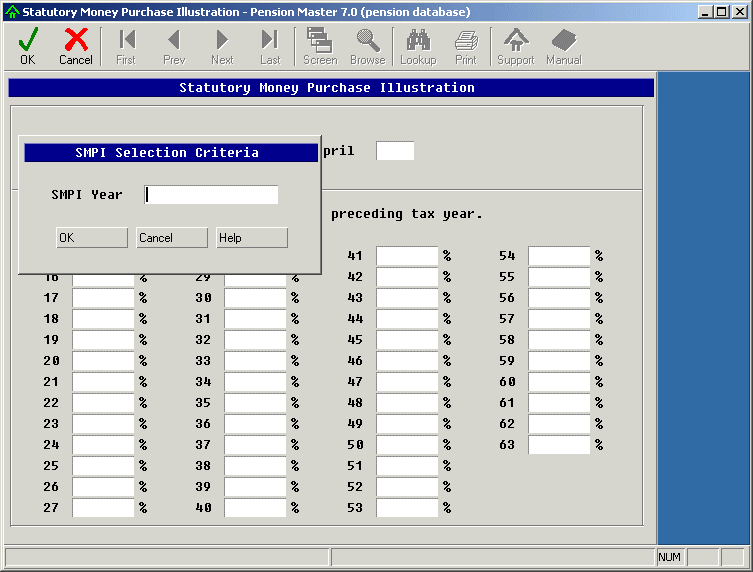 Statutory Money Purchase Illustration - Pension Master 7.0 (pension database)
OK Cancel First Prev Next Last Screen Browse Lookup Print Support Manual
Statutory Money Purchase Illustration
SMPI Selection Criteria
pril
SMPI Year
preceding tax year.
OK Cancel Help
41 % 54 %
16 % 29 % 42 % 55 %
17 % 30 % 43 % 56 %
18 % 31 % 44 % 57 %
19 % 32 % 45 % 58 %
20 % 33 % 46 % 59 %
21 % 34 % 47 % 60 %
22 % 35 % 48 % 61 %
23 % 36 % 49 % 62 %
24 % 37 % 50 % 63 %
25 % 38 % 51 %
26 % 39 % 52 %
27 % 40 % 53 %
NUM